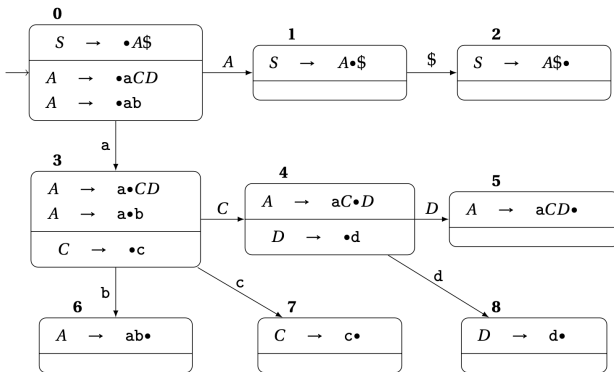 0
S → •A$
A → •aCD
A → •ab
A
1
S → A•$
$
2
S → A$•
a
3
A → a•CD
A → a•b
C → •c
C
4
A → aC•D
D → •d
D
5
A → aCD•
b
c
d
6
A → ab•
7
C → c•
8
D → d•